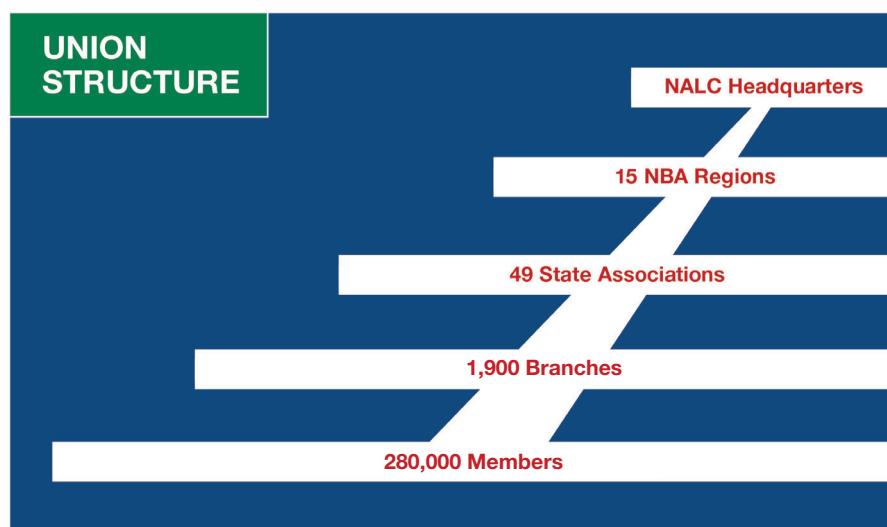 UNION
STRUCTURE
NALC Headquarters
15 NBA Regions
49 State Associations
1,900 Branches
280,000 Members